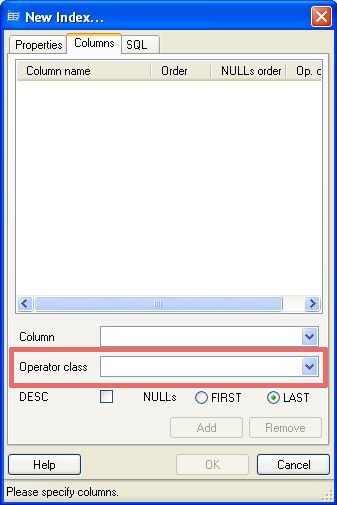 New Index...
Properties Columns SQL
Column name Order NULLs order Op. c
Column
Operator class
DESC NULLs FIRST LAST
Add Remove
Help OK Cancel
Please specify columns.